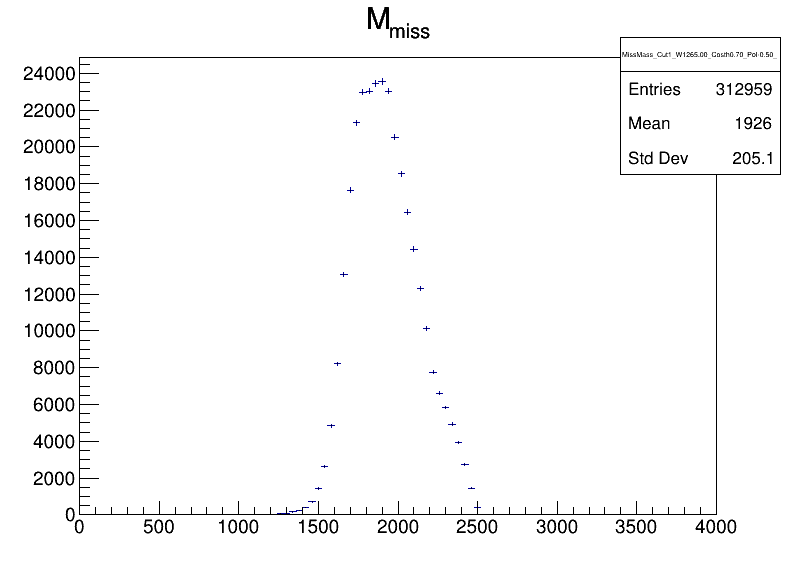 M_miss
MissMass_Cut1_W1265.00_Costh0.70_Pol-0.50_
Entries 312959
Mean 1926
Std Dev 205.1
24000
22000
20000
18000
16000
14000
12000
10000
8000
6000
4000
2000
0
0 500 1000 1500 2000 2500 3000 3500 4000